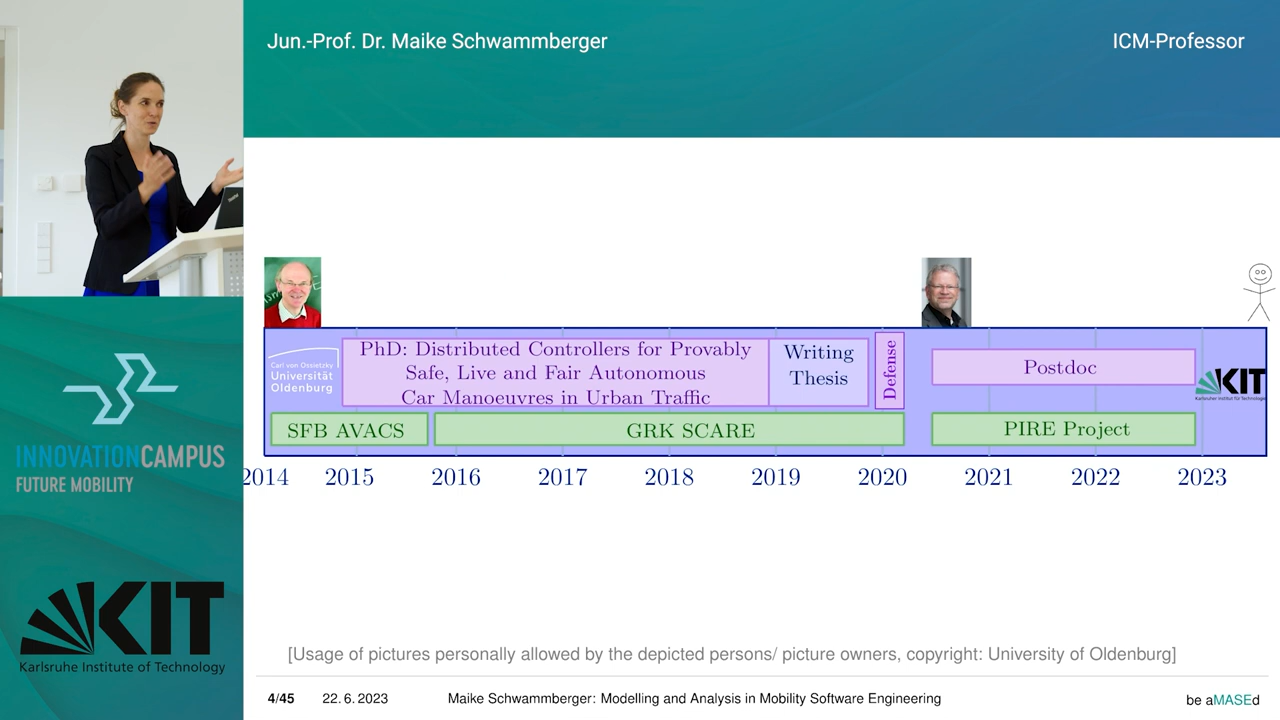 Jun.-Prof. Dr. Maike Schwammberger
ICM-Professor
Carl von Ossietzky
Universität
Oldenburg
PhD: Distributed Controllers for Provably
Safe, Live and Fair Autonomous
Car Manoeuvres in Urban Traffic
Writing
Thesis
Defense
Postdoc
KIT
Karlsruher Institut für Technologie
SFB AVACS
GRK SCARE
PIRE Project
2014 2015 2016 2017 2018 2019 2020 2021 2022 2023
INNOVATIONCAMPUS
FUTURE MOBILITY
KIT
Karlsruhe Institute of Technology
[Usage of pictures personally allowed by the depicted persons/ picture owners, copyright: University of Oldenburg]
4/45 22. 6. 2023 Maike Schwammberger: Modelling and Analysis in Mobility Software Engineering be aMASEd